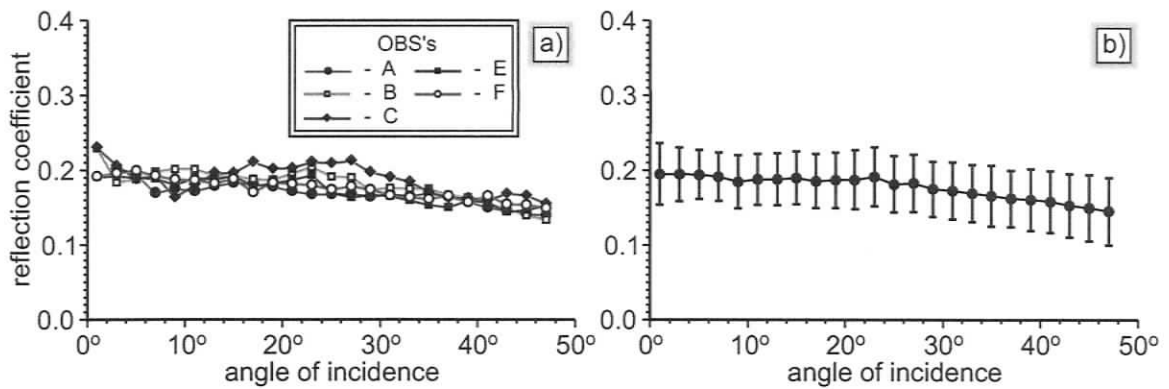 reflection coefficient
0.4
0.3
0.2
0.1
0.0
OBS's
- A - E
- B - F
- C
a)
0° 10° 20° 30° 40° 50°
angle of incidence
0.4
0.3
0.2
0.1
0.0
b)
0° 10° 20° 30° 40° 50°
angle of incidence